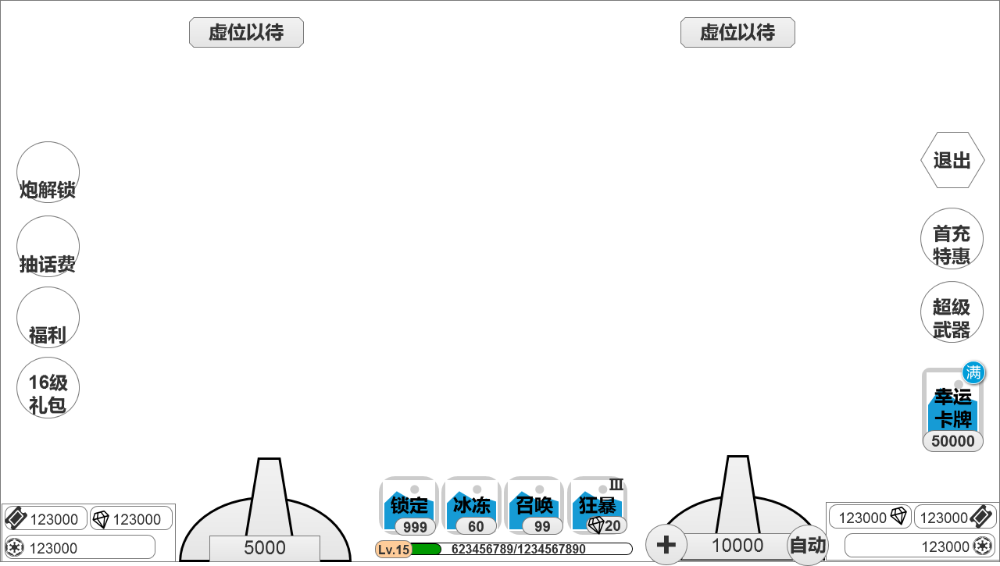 虚位以待
虚位以待
炮解锁
抽话费
福利
16级
礼包
退出
首充
特惠
超级
武器
满
幸运
卡牌
50000
锁定
999
冰冻
60
召唤
99
III
狂暴
20
123000
123000
123000
5000
Lv.15
623456789/1234567890
+
10000
自动
123000
123000
123000